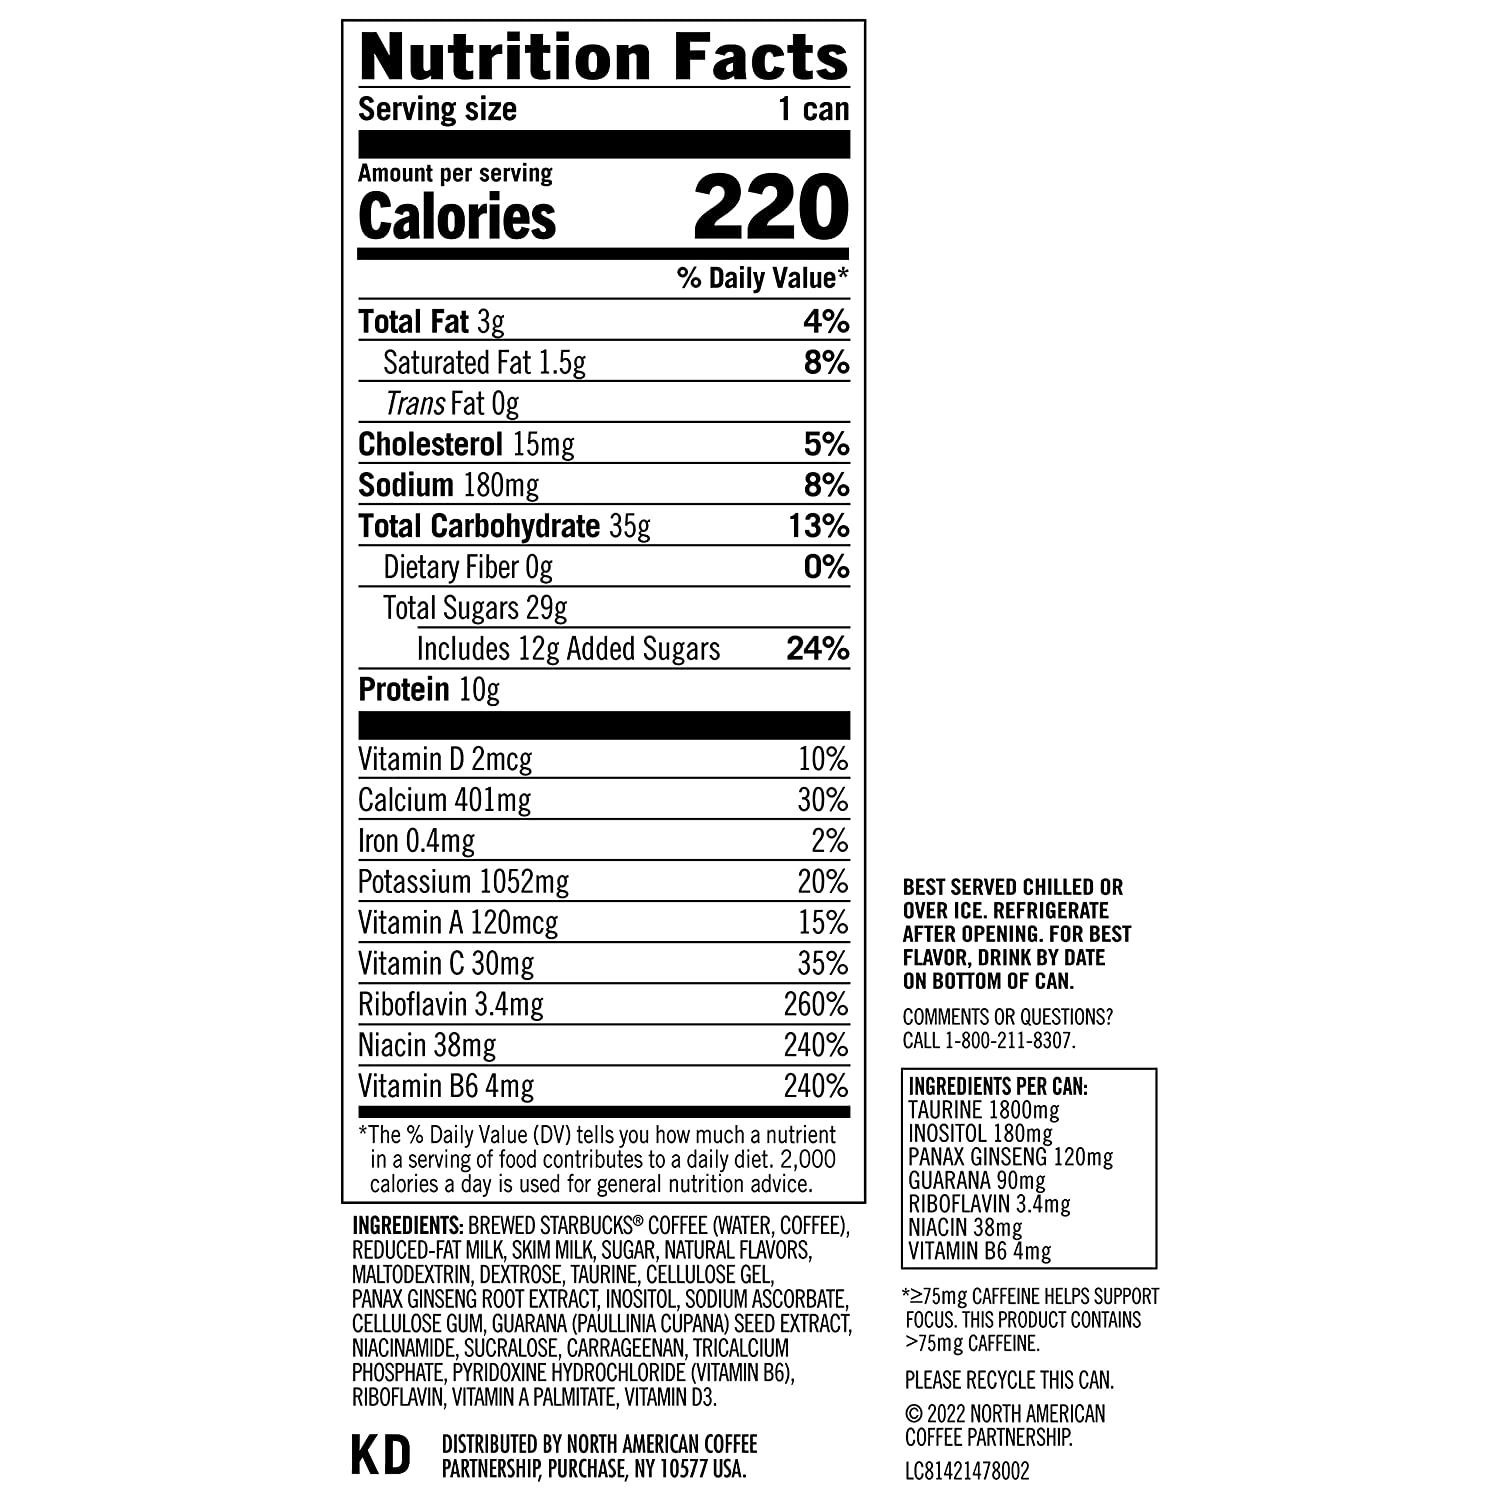 Nutrition Facts
Serving size 1 can
Amount per serving
Calories 220
% Daily Value*
Total Fat 3g 4%
Saturated Fat 1.5g 8%
Trans Fat 0g
Cholesterol 15mg 5%
Sodium 180mg 8%
Total Carbohydrate 35g 13%
Dietary Fiber 0g 0%
Total Sugars 29g
Includes 12g Added Sugars 24%
Protein 10g
Vitamin D 2mcg 10%
Calcium 401mg 30%
Iron 0.4mg 2%
Potassium 1052mg 20%
Vitamin A 120mcg 15%
Vitamin C 30mg 35%
Riboflavin 3.4mg 260%
Niacin 38mg 240%
Vitamin B6 4mg 240%
*The % Daily Value (DV) tells you how much a nutrient
in a serving of food contributes to a daily diet. 2,000
calories a day is used for general nutrition advice.
INGREDIENTS: BREWED STARBUCKS® COFFEE (WATER, COFFEE),
REDUCED-FAT MILK, SKIM MILK, SUGAR, NATURAL FLAVORS,
MALTODEXTRIN, DEXTROSE, TAURINE, CELLULOSE GEL,
PANAX GINSENG ROOT EXTRACT, INOSITOL, SODIUM ASCORBATE,
CELLULOSE GUM, GUARANA (PAULLINIA CUPANA) SEED EXTRACT,
NIACINAMIDE, SUCRALOSE, CARRAGEENAN, TRICALCIUM
PHOSPHATE, PYRIDOXINE HYDROCHLORIDE (VITAMIN B6),
RIBOFLAVIN, VITAMIN A PALMITATE, VITAMIN D3.
KD
DISTRIBUTED BY NORTH AMERICAN COFFEE
PARTNERSHIP, PURCHASE, NY 10577 USA.
BEST SERVED CHILLED OR
OVER ICE. REFRIGERATE
AFTER OPENING. FOR BEST
FLAVOR, DRINK BY DATE
ON BOTTOM OF CAN.
COMMENTS OR QUESTIONS?
CALL 1-800-211-8307.
INGREDIENTS PER CAN:
TAURINE 1800mg
INOSITOL 180mg
PANAX GINSENG 120mg
GUARANA 90mg
RIBOFLAVIN 3.4mg
NIACIN 38mg
VITAMIN B6 4mg
*≥75mg CAFFEINE HELPS SUPPORT
FOCUS. THIS PRODUCT CONTAINS
>75mg CAFFEINE.
PLEASE RECYCLE THIS CAN.
© 2022 NORTH AMERICAN
COFFEE PARTNERSHIP.
LC81421478002